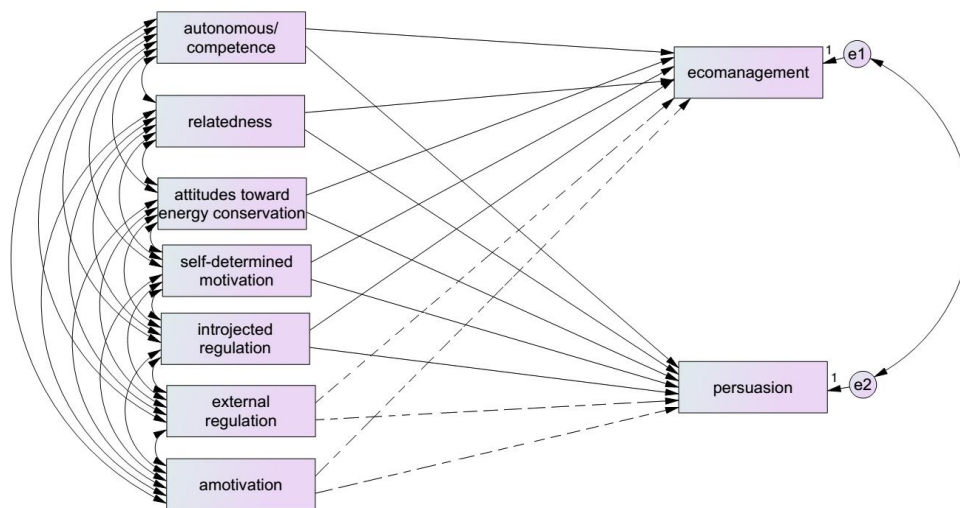 autonomous/
competence
ecomanagement
1
e1
relatedness
attitudes toward
energy conservation
self-determined
motivation
introjected
regulation
external
regulation
persuasion
1
e2
amotivation